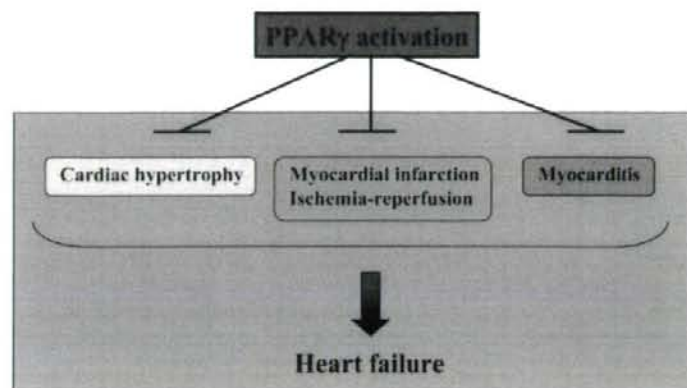 PPARγ activation
Cardiac hypertrophy
Myocardial infarction
Ischemia-reperfusion
Myocarditis
Heart failure